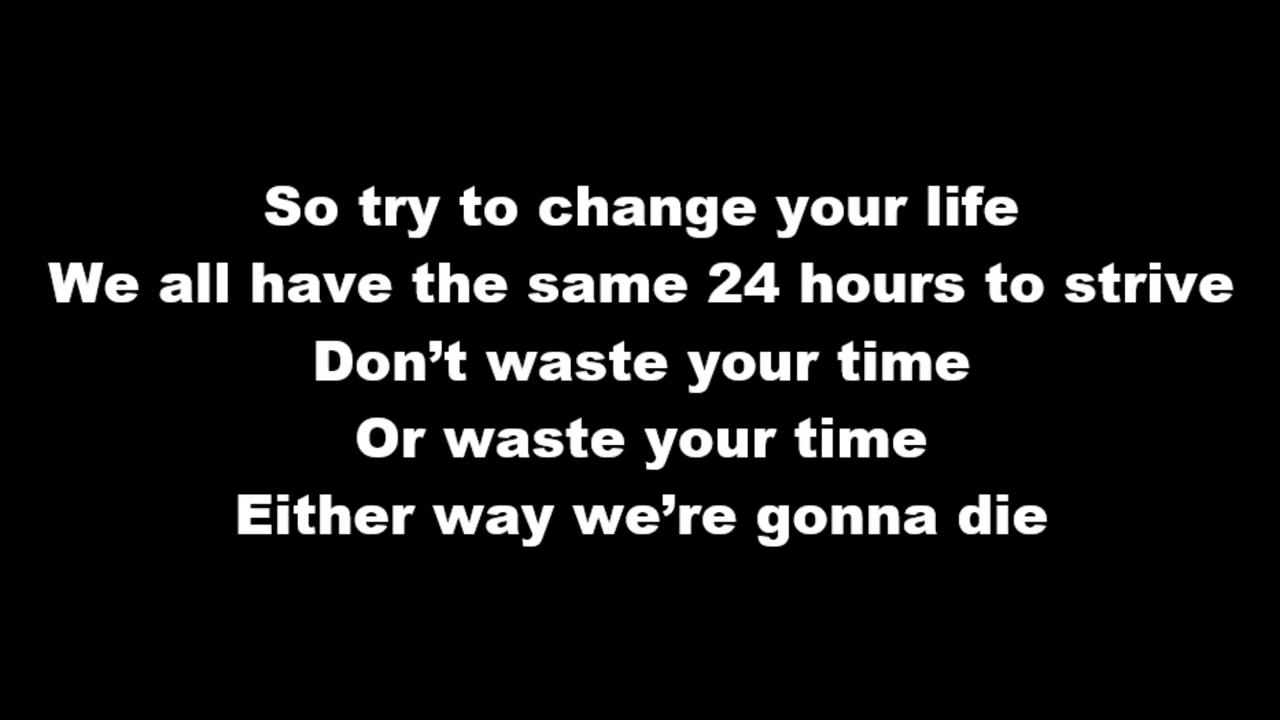 So try to change your life
We all have the same 24 hours to strive
Don’t waste your time
Or waste your time
Either way we’re gonna die